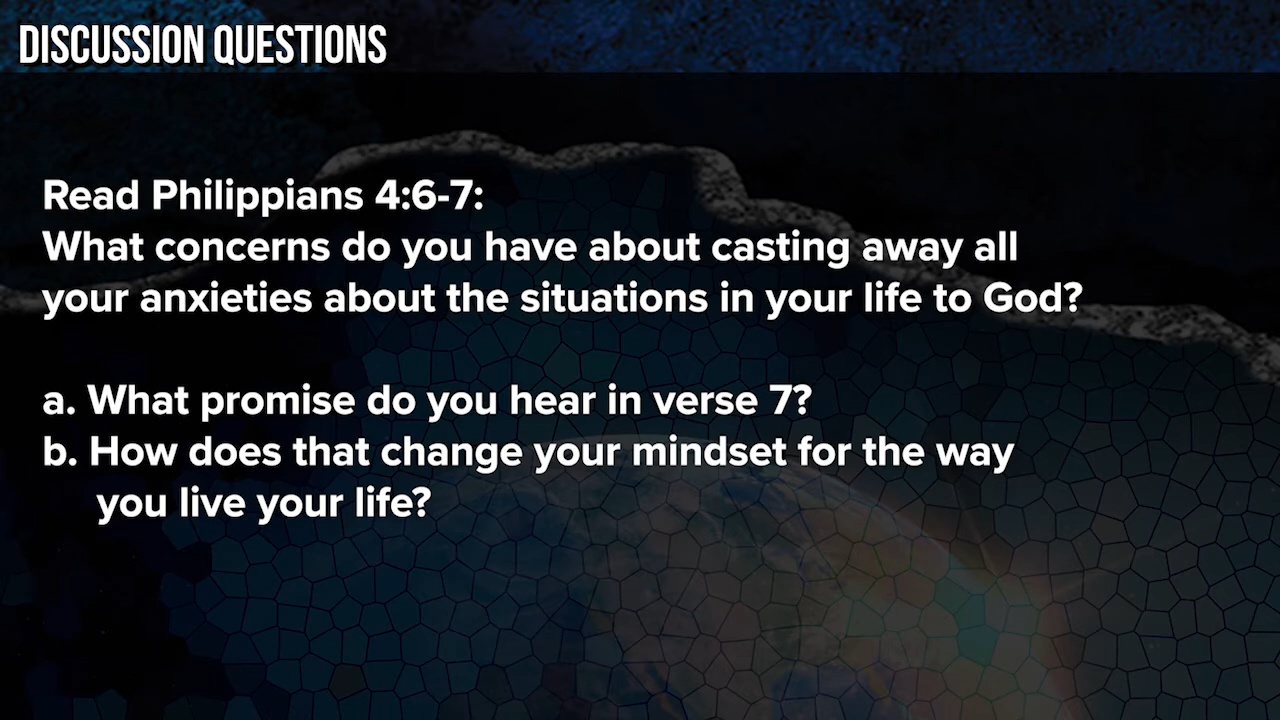 DISCUSSION QUESTIONS
Read Philippians 4:6-7:
What concerns do you have about casting away all
your anxieties about the situations in your life to God?
a. What promise do you hear in verse 7?
b. How does that change your mindset for the way
you live your life?